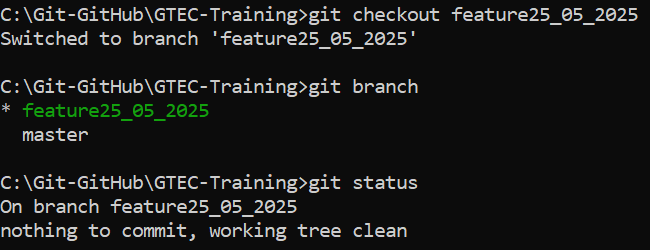 C:\Git-GitHub\GTEC-Training>git checkout feature25_05_2025
Switched to branch 'feature25_05_2025'
C:\Git-GitHub\GTEC-Training>git branch
* feature25_05_2025
  master
C:\Git-GitHub\GTEC-Training>git status
On branch feature25_05_2025
nothing to commit, working tree clean